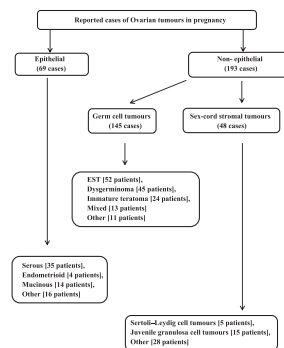 Reported cases of Ovarian tumours in pregnancy
Epithelial
(69 cases)
Non- epithelial
(193 cases)
Germ cell tumours
(145 cases)
Sex-cord stromal tumours
(48 cases)
EST [52 patients],
Dysgerminoma [45 patients],
Immature teratoma [24 patients],
Mixed [13 patients]
Other [11 patients]
Serous [35 patients],
Endometrioid [4 patients],
Mucinous [14 patients],
Other [16 patients]
Sertoli–Leydig cell tumours [5 patients],
Juvenile granulosa cell tumours [15 patients],
Other [28 patients]